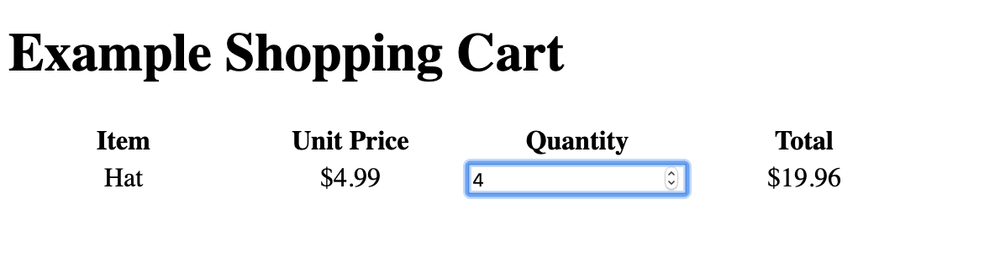 Example Shopping Cart
Item Unit Price Quantity Total
Hat $4.99 4 $19.96